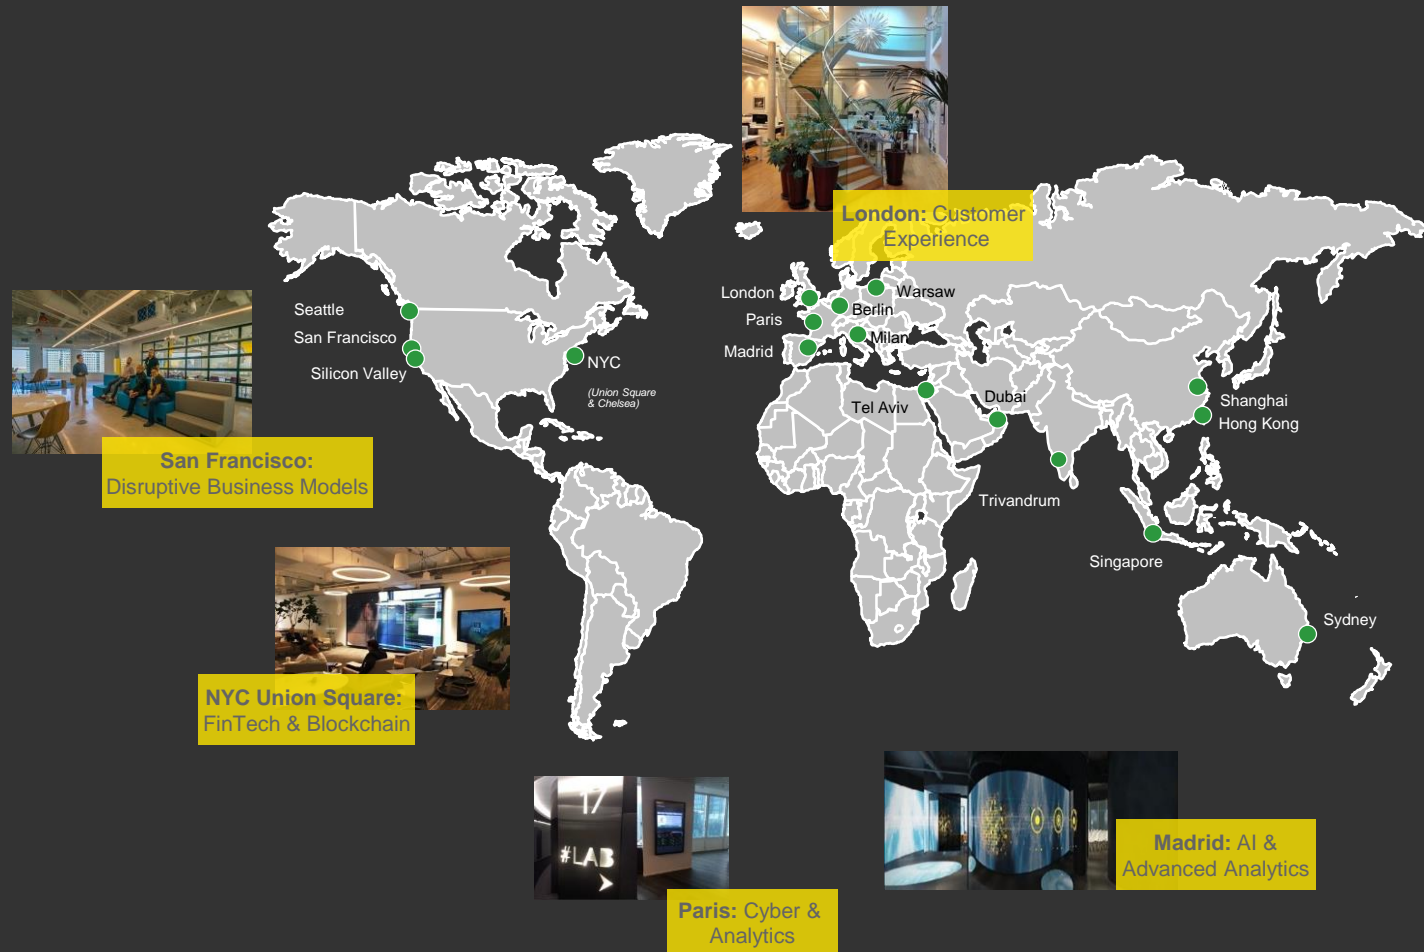 London: Customer
Experience
Seattle
San Francisco
Silicon Valley
NYC
(Union Square
& Chelsea)
London
Paris
Madrid
Warsaw
Berlin
Milan
Tel Aviv
Dubai
Trivandrum
Shanghai
Hong Kong
Singapore
Sydney
San Francisco:
Disruptive Business Models
NYC Union Square:
FinTech & Blockchain
17
#LAB
Paris: Cyber &
Analytics
Madrid: AI &
Advanced Analytics